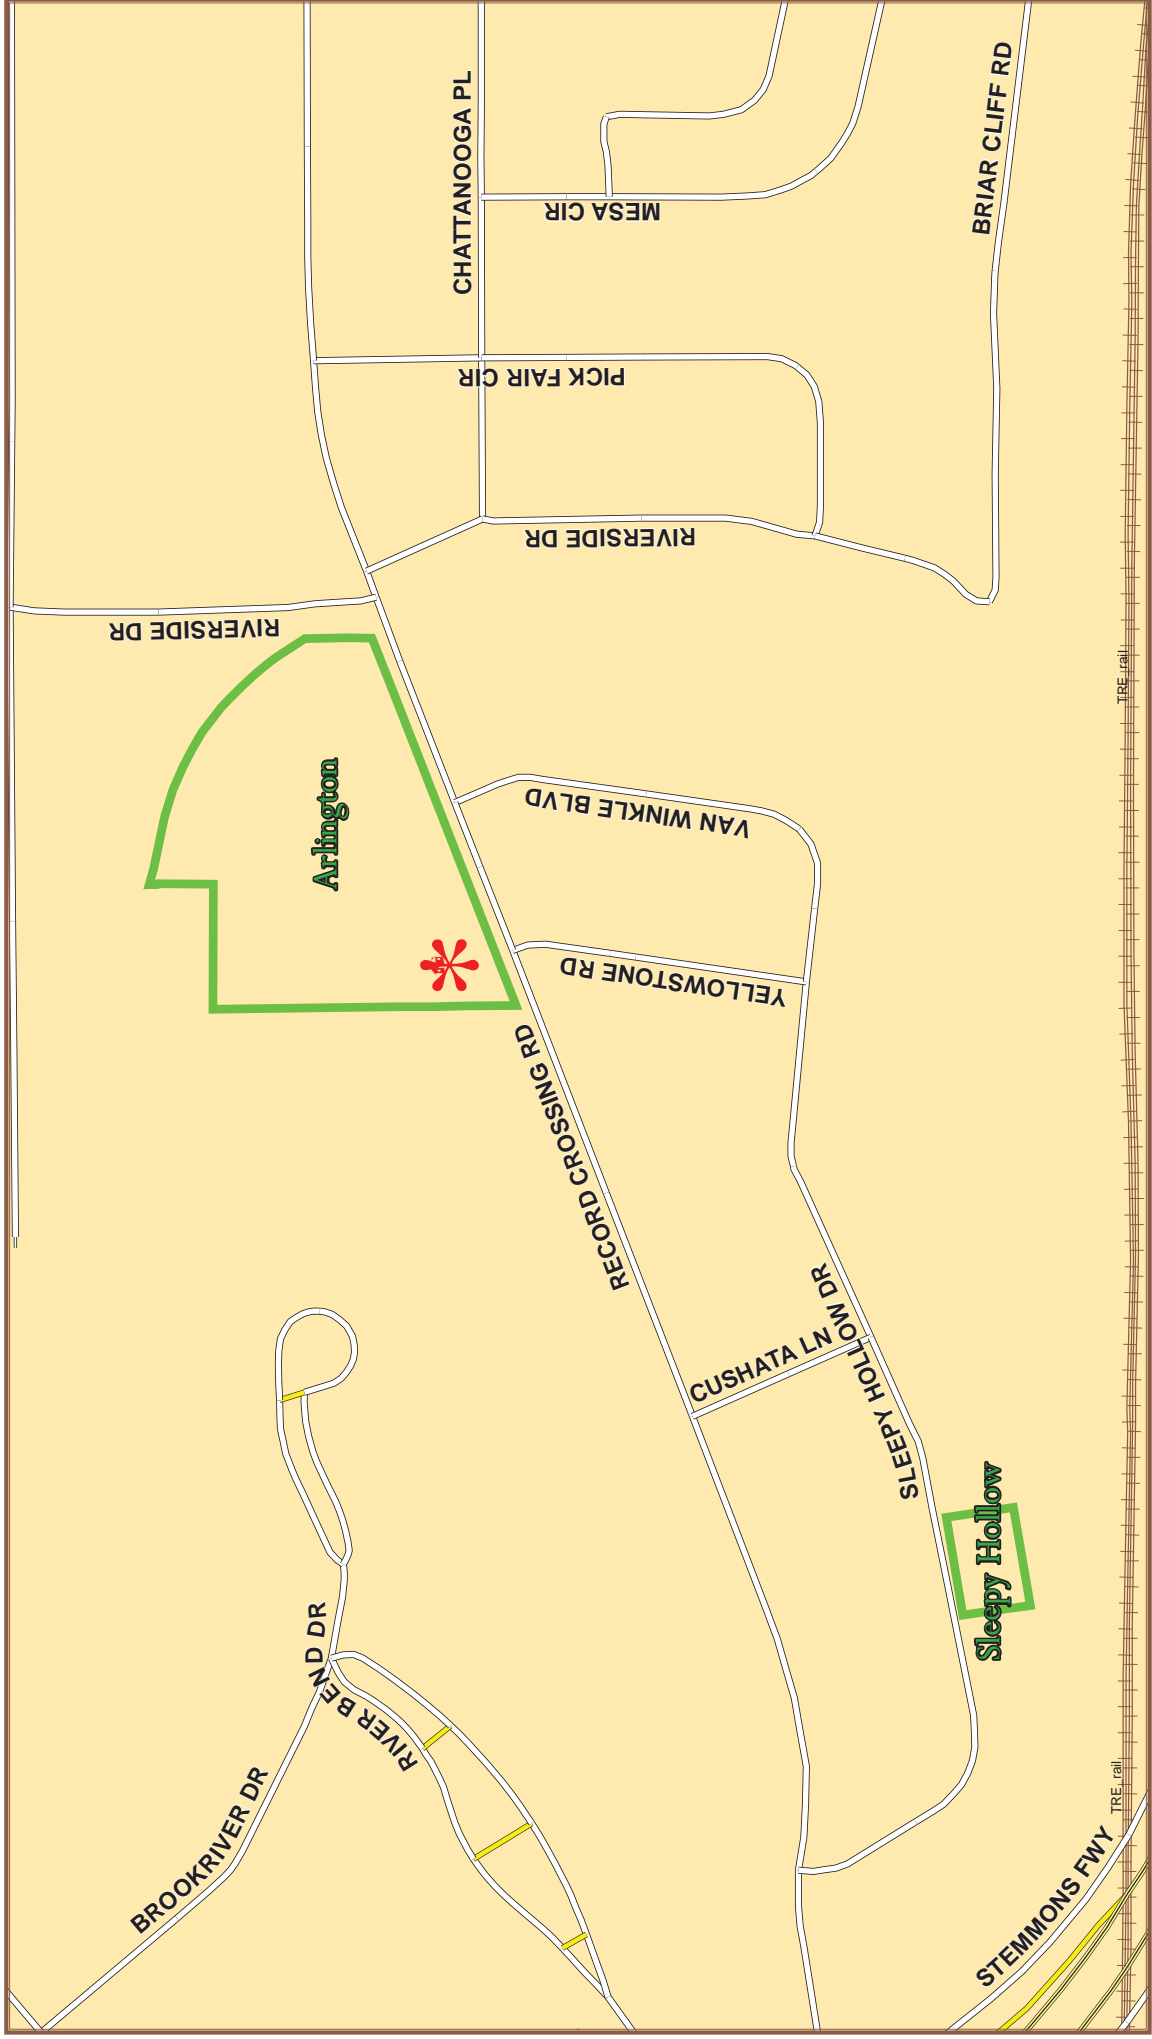 CHATTANOOGA PL
BRIAR CLIFF RD
MESA CIR
PICK FAIR CIR
RIVERSIDE DR
RIVERSIDE DR
TRE rail
Arlington
VAN WINKLE BLVD
YELLOWSTONE RD
RECORD CROSSING RD
CUSHATA LN
SLEEPY HOLLOW DR
Sleepy Hollow
RIVER BEND DR
BROOKRIVER DR
TRE rail
STEMMONS FWY